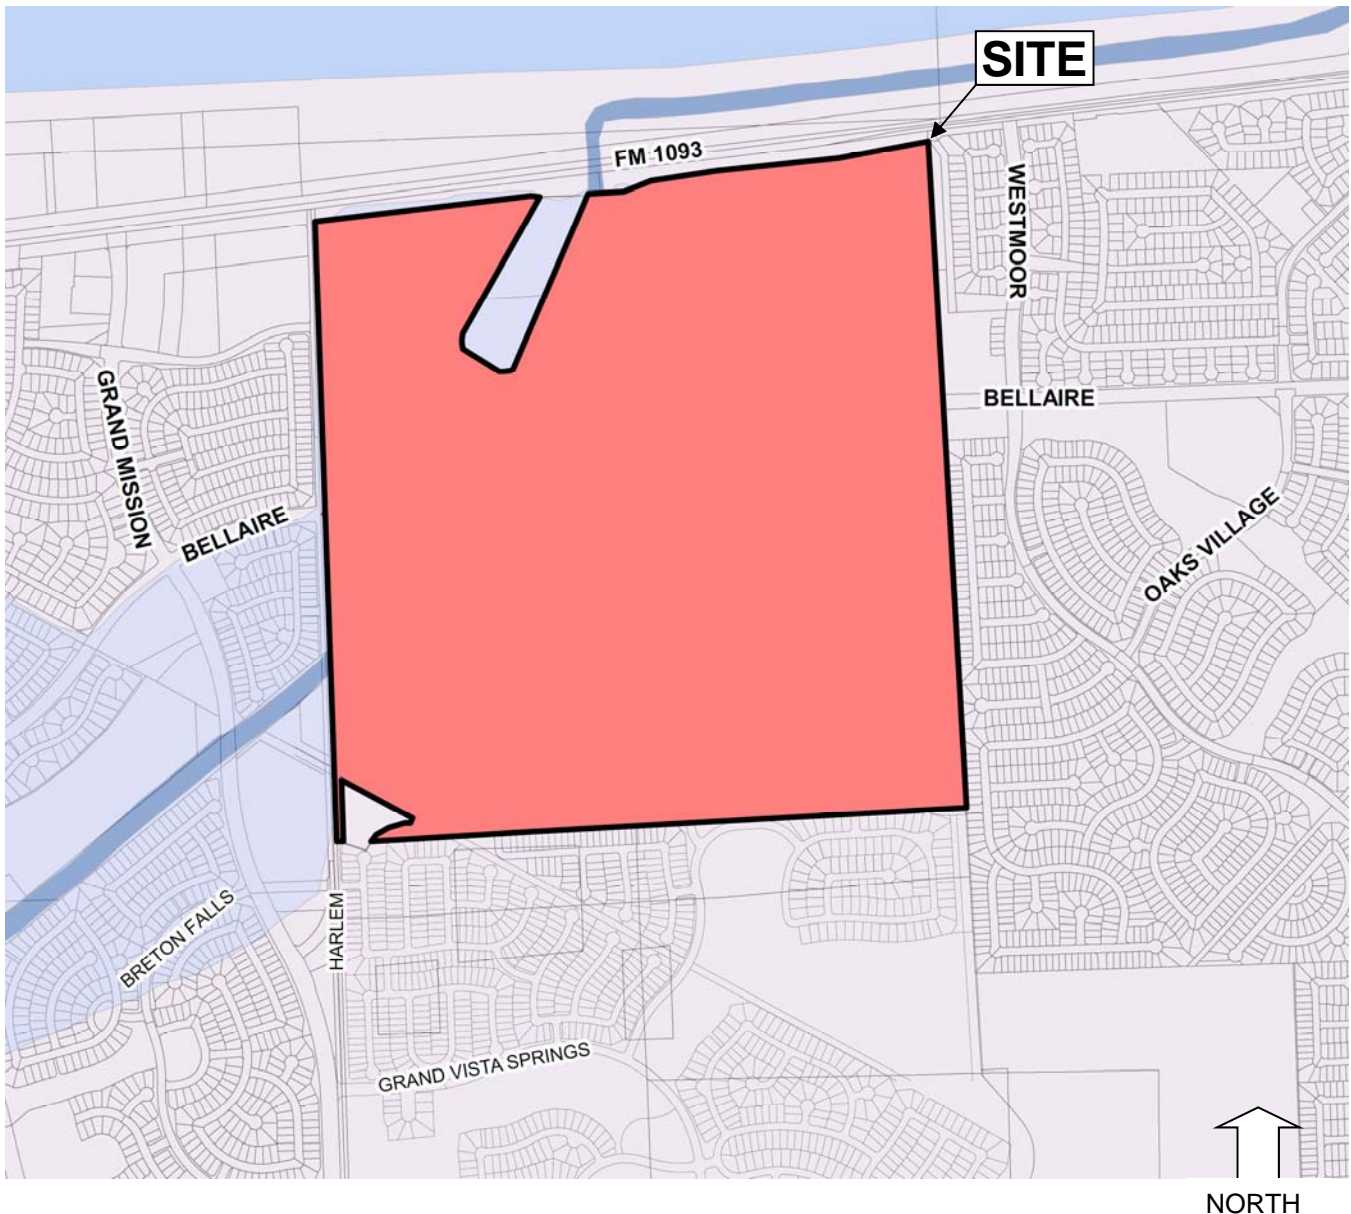 SITE
FM 1093
WESTMOOR
GRAND MISSION
BELLAIRE
BELLAIRE
OAKS VILLAGE
BRETON FALLS
HARLEM
GRAND VISTA SPRINGS
NORTH